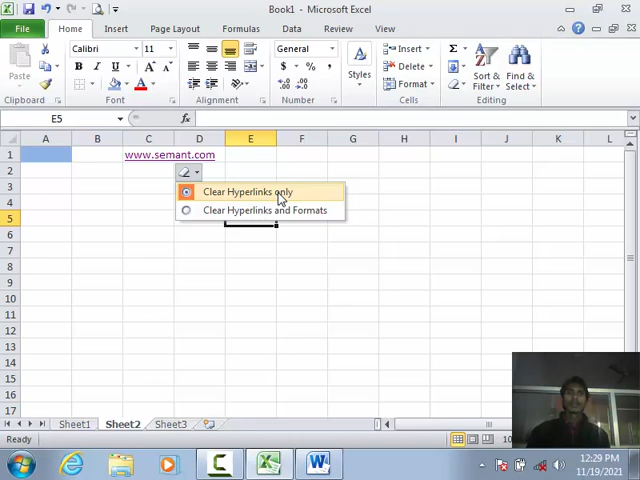 Book1 - Microsoft Excel
File Home Insert Page Layout Formulas Data Review View
Calibri 11 General Insert Σ
Paste B I U A $ % , Styles Delete Sort & Filter Find & Select
Format
Clipboard Font Alignment Number Cells Editing
E5 fx
A B C D E F G H I J K L
1 www.semant.com
2
3 Clear Hyperlinks only
4 Clear Hyperlinks and Formats
5
6
7
8
9
10
11
12
13
14
15
16
17
Sheet1 Sheet2 Sheet3
Ready 10
12:29 PM
11/19/2021